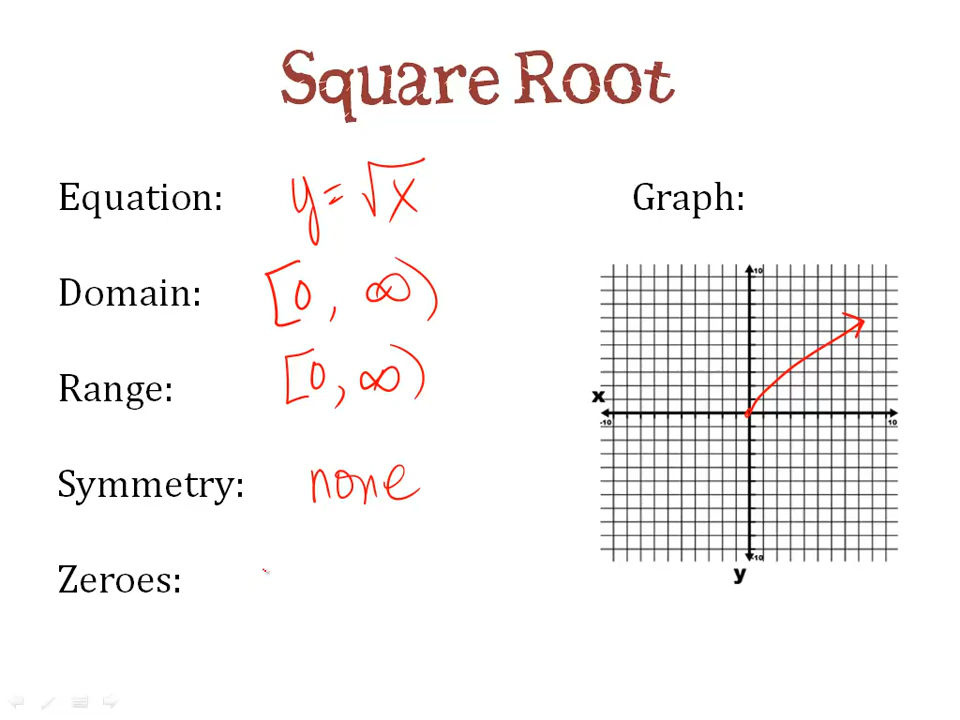 Square Root
Equation: y = √x
Graph:
Domain: [0, ∞)
Range: [0, ∞)
Symmetry: none
Zeroes:
10
x
-10
10
-10
y